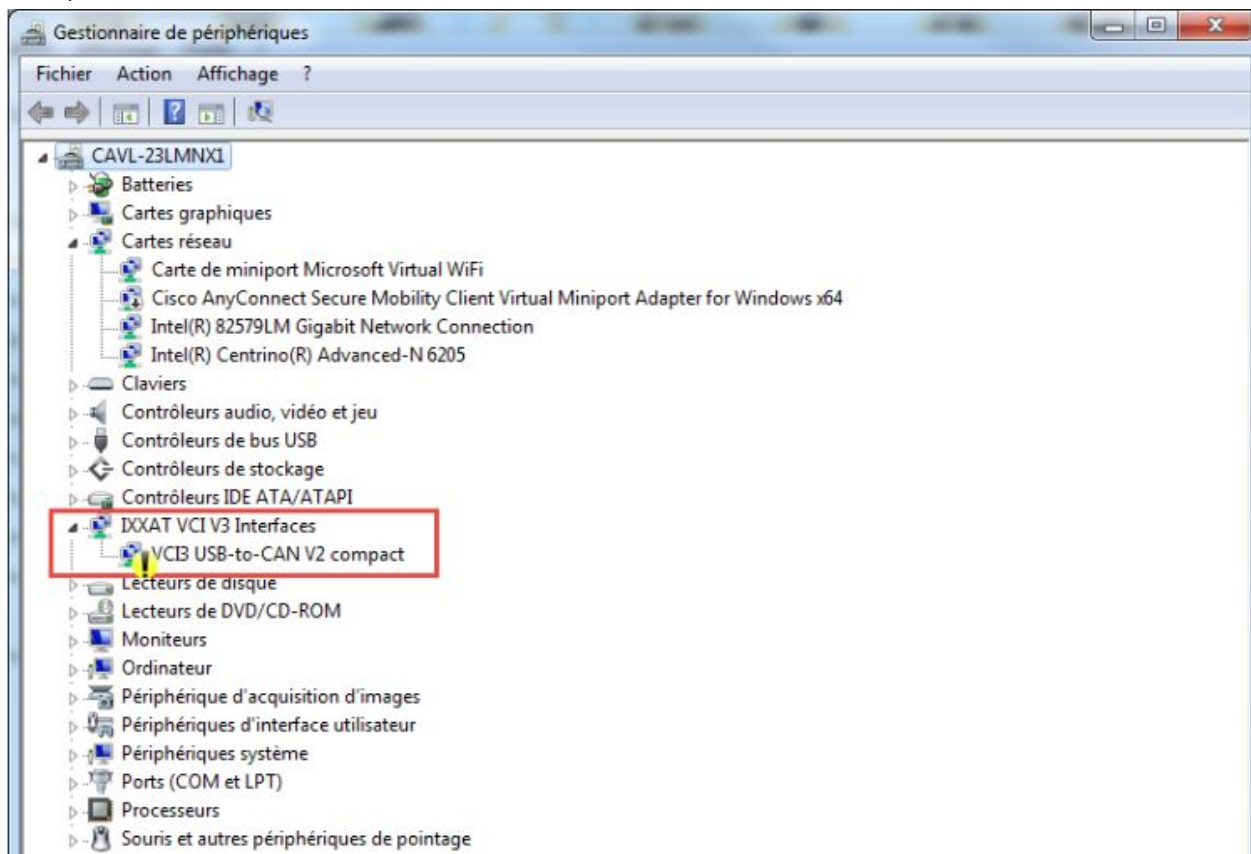 Gestionnaire de périphériques
Fichier Action Affichage ?
CAVL-23LMNX1
Batteries
Cartes graphiques
Cartes réseau
Carte de miniport Microsoft Virtual WiFi
Cisco AnyConnect Secure Mobility Client Virtual Miniport Adapter for Windows x64
Intel(R) 82579LM Gigabit Network Connection
Intel(R) Centrino(R) Advanced-N 6205
Claviers
Contrôleurs audio, vidéo et jeu
Contrôleurs de bus USB
Contrôleurs de stockage
Contrôleurs IDE ATA/ATAPI
IXXAT VCI V3 Interfaces
VCI3 USB-to-CAN V2 compact
Lecteurs de disque
Lecteurs de DVD/CD-ROM
Moniteurs
Ordinateur
Périphérique d'acquisition d'images
Périphériques d'interface utilisateur
Périphériques système
Ports (COM et LPT)
Processeurs
Souris et autres périphériques de pointage